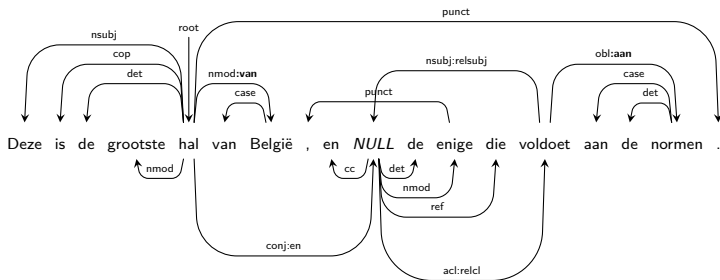 punct
root
nsubj
cop
nmod:van
nsubj:relsubj
obl:aan
det
case
punct
case
det
Deze is de grootste hal van België , en NULL de enige die voldoet aan de normen .
nmod
cc
det
nmod
ref
conj:en
acl:relcl